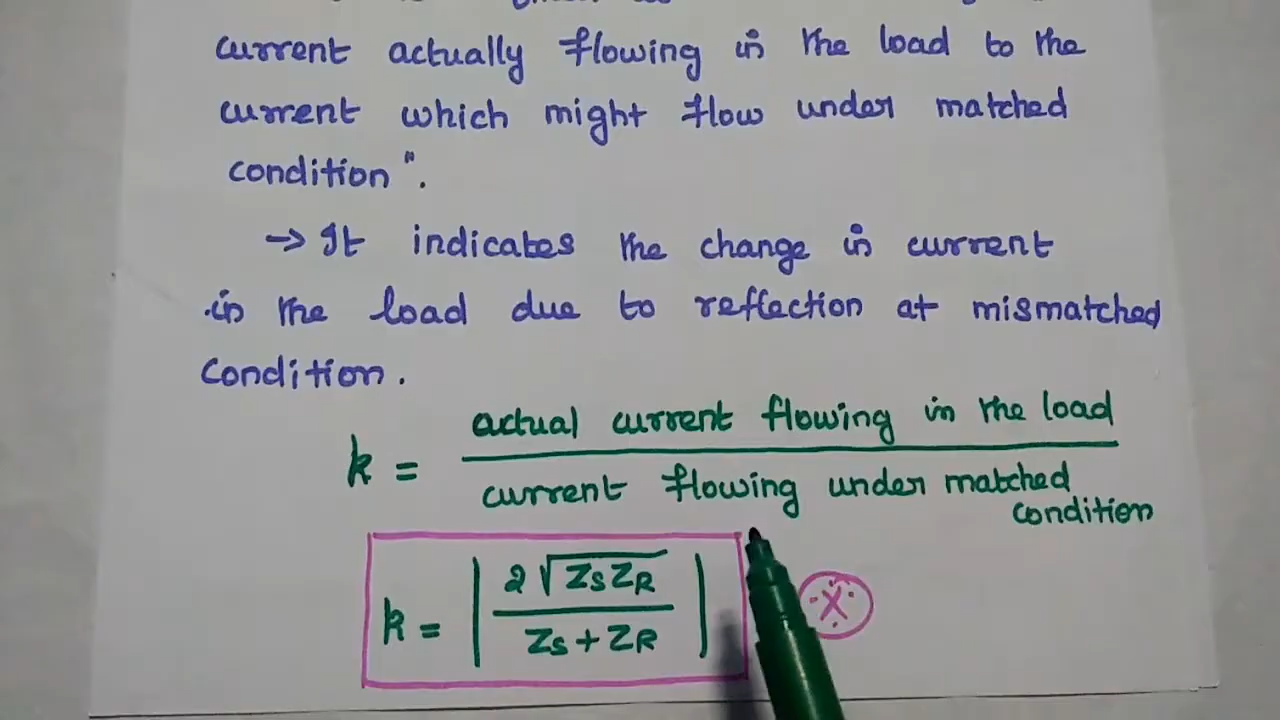 current actually flowing in the load to the
current which might flow under matched
condition".
→ It indicates the change in current
in the load due to reflection at mismatched
condition.
k = actual current flowing in the load
current flowing under matched
condition
k = | 2√ZSZR / ZS + ZR |
X